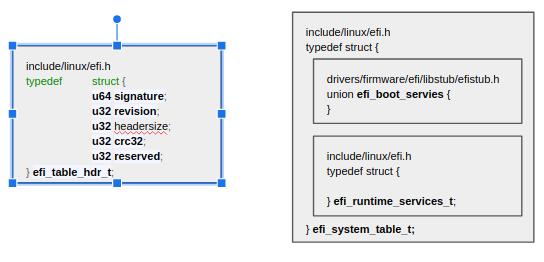 include/linux/efi.h
typedef struct {
u64 signature;
u32 revision;
u32 headersize;
u32 crc32;
u32 reserved;
} efi_table_hdr_t;
include/linux/efi.h
typedef struct {
drivers/firmware/efi/libstub/efistub.h
union efi_boot_servies {
}
include/linux/efi.h
typedef struct {
} efi_runtime_services_t;
} efi_system_table_t;